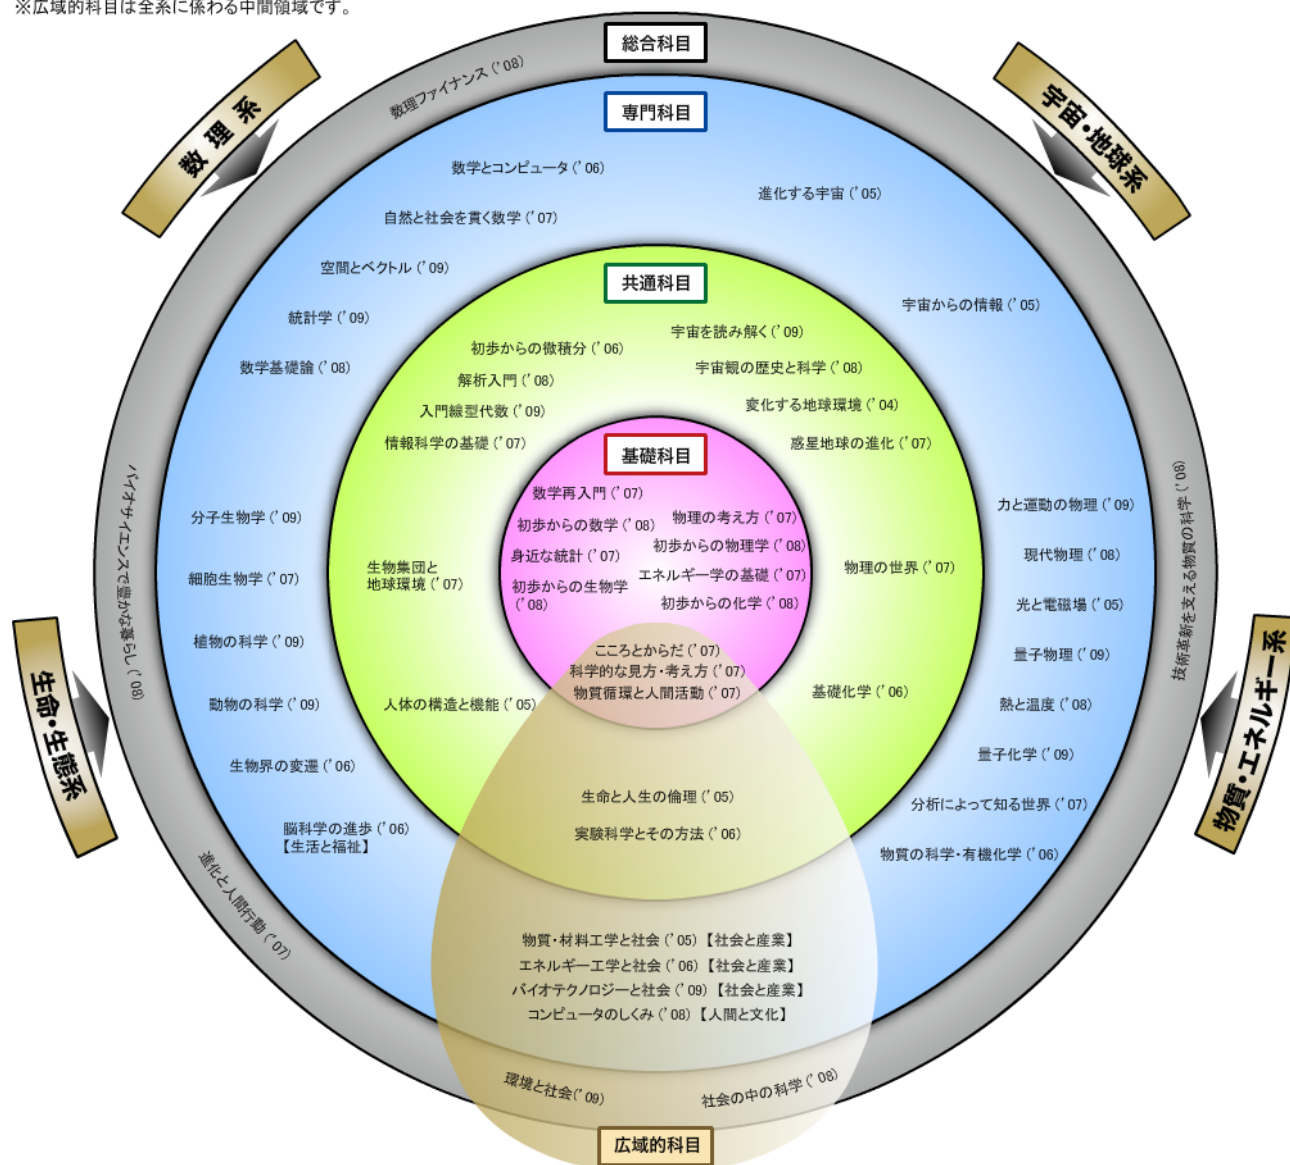 ※広域的科目は全系に係わる中間領域です。
総合科目
数理ファイナンス(’08)
数理系
宇宙・地球系
専門科目
数学とコンピュータ(’06)
進化する宇宙(’05)
自然と社会を貫く数学(’07)
空間とベクトル(’09)
宇宙からの情報(’05)
統計学(’09)
数学基礎論(’08)
共通科目
宇宙を読み解く(’09)
初歩からの微積分(’06)
宇宙観の歴史と科学(’08)
解析入門(’08)
変化する地球環境(’04)
入門線型代数(’09)
情報科学の基礎(’07)
惑星地球の進化(’07)
基礎科目
数学再入門(’07)
物理の考え方(’07)
初歩からの数学(’08)
初歩からの物理学(’08)
身近な統計(’07)
エネルギー学の基礎(’07)
初歩からの生物学
(’08)
初歩からの化学(’08)
こころとからだ(’07)
科学的な見方・考え方(’07)
物質循環と人間活動(’07)
バイオサイエンスで豊かな暮らし(’08)
技術革新を支える物質の科学(’08)
分子生物学(’09)
細胞生物学(’07)
植物の科学(’09)
動物の科学(’09)
生物界の変遷(’06)
脳科学の進歩(’06)
【生活と福祉】
生物集団と
地球環境(’07)
人体の構造と機能(’05)
物理の世界(’07)
基礎化学(’06)
力と運動の物理(’09)
現代物理(’08)
光と電磁場(’05)
量子物理(’09)
熱と温度(’08)
量子化学(’09)
分析によって知る世界(’07)
物質の科学・有機化学(’06)
生命・生態系
物質・エネルギー系
進化と人間行動(’07)
生命と人生の倫理(’05)
実験科学とその方法(’06)
物質・材料工学と社会(’05)【社会と産業】
エネルギー工学と社会(’06)【社会と産業】
バイオテクノロジーと社会(’09)【社会と産業】
コンピュータのしくみ(’08)【人間と文化】
環境と社会(’09)
社会の中の科学(’08)
広域的科目